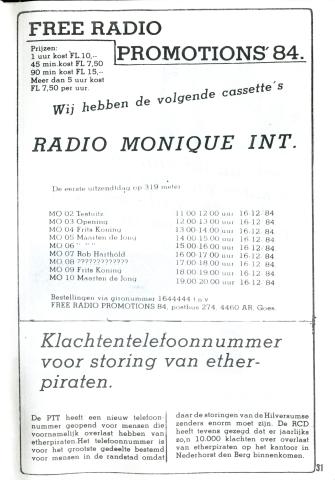 FREE RADIO
PROMOTIONS' 84.
Prijzen:
1 uur kost FL 10,-
45 min.kost FL 7,50
90 min kost FL 15,-
Meer dan 5 uur kost
FL 7,50 per uur.
Wij hebben de volgende cassette's
RADIO MONIQUE INT.
De eerste uitzenddag op 319 meter
MO 02 Testuitz 11.00-12.00 uur 16-12-'84
MO 03 Opening 12.00-13.00 uur 16-12-'84
MO 04 Frits Koning 13.00-14.00 uur 16-12-'84
MO 05 Maarten de Jong 14.00-15.00 uur 16-12-'84
MO 06 " " " 15.00-16.00 uur 16-12-'84
MO 07 Rob Harthold 16.00-17.00 uur 16-12-'84
MO 08 ???????????? 17.00-18.00 uur 16-12-'84
MO 09 Frits Koning 18.00-19.00 uur 16-12-'84
MO 10 Maarten de Jong 19.00-20.00 uur 16-12-'84
Bestellingen via gironummer 1644444 t.n.v
FREE RADIO PROMOTIONS 84, postbus 274, 4460 AR, Goes.
Klachtentelefoonnummer
voor storing van ether-
piraten.
De PTT heeft een nieuw telefoon-
nummer geopend voor mensen die
voornamelijk overlast hebben van
etherpiraten.Het telefoonnummer is
voor het grootste gedeelte bestemd
voor mensen in de randstad omdat
daar de storingen van de Hilversumse
zenders enorm moet zijn. De RCD
heeft tevens gezegd dat er jaarlijks
zo,n 10.000 klachten over overlast
van etherpiraten op het kantoor in
Nederhorst den Berg binnenkomen.
31